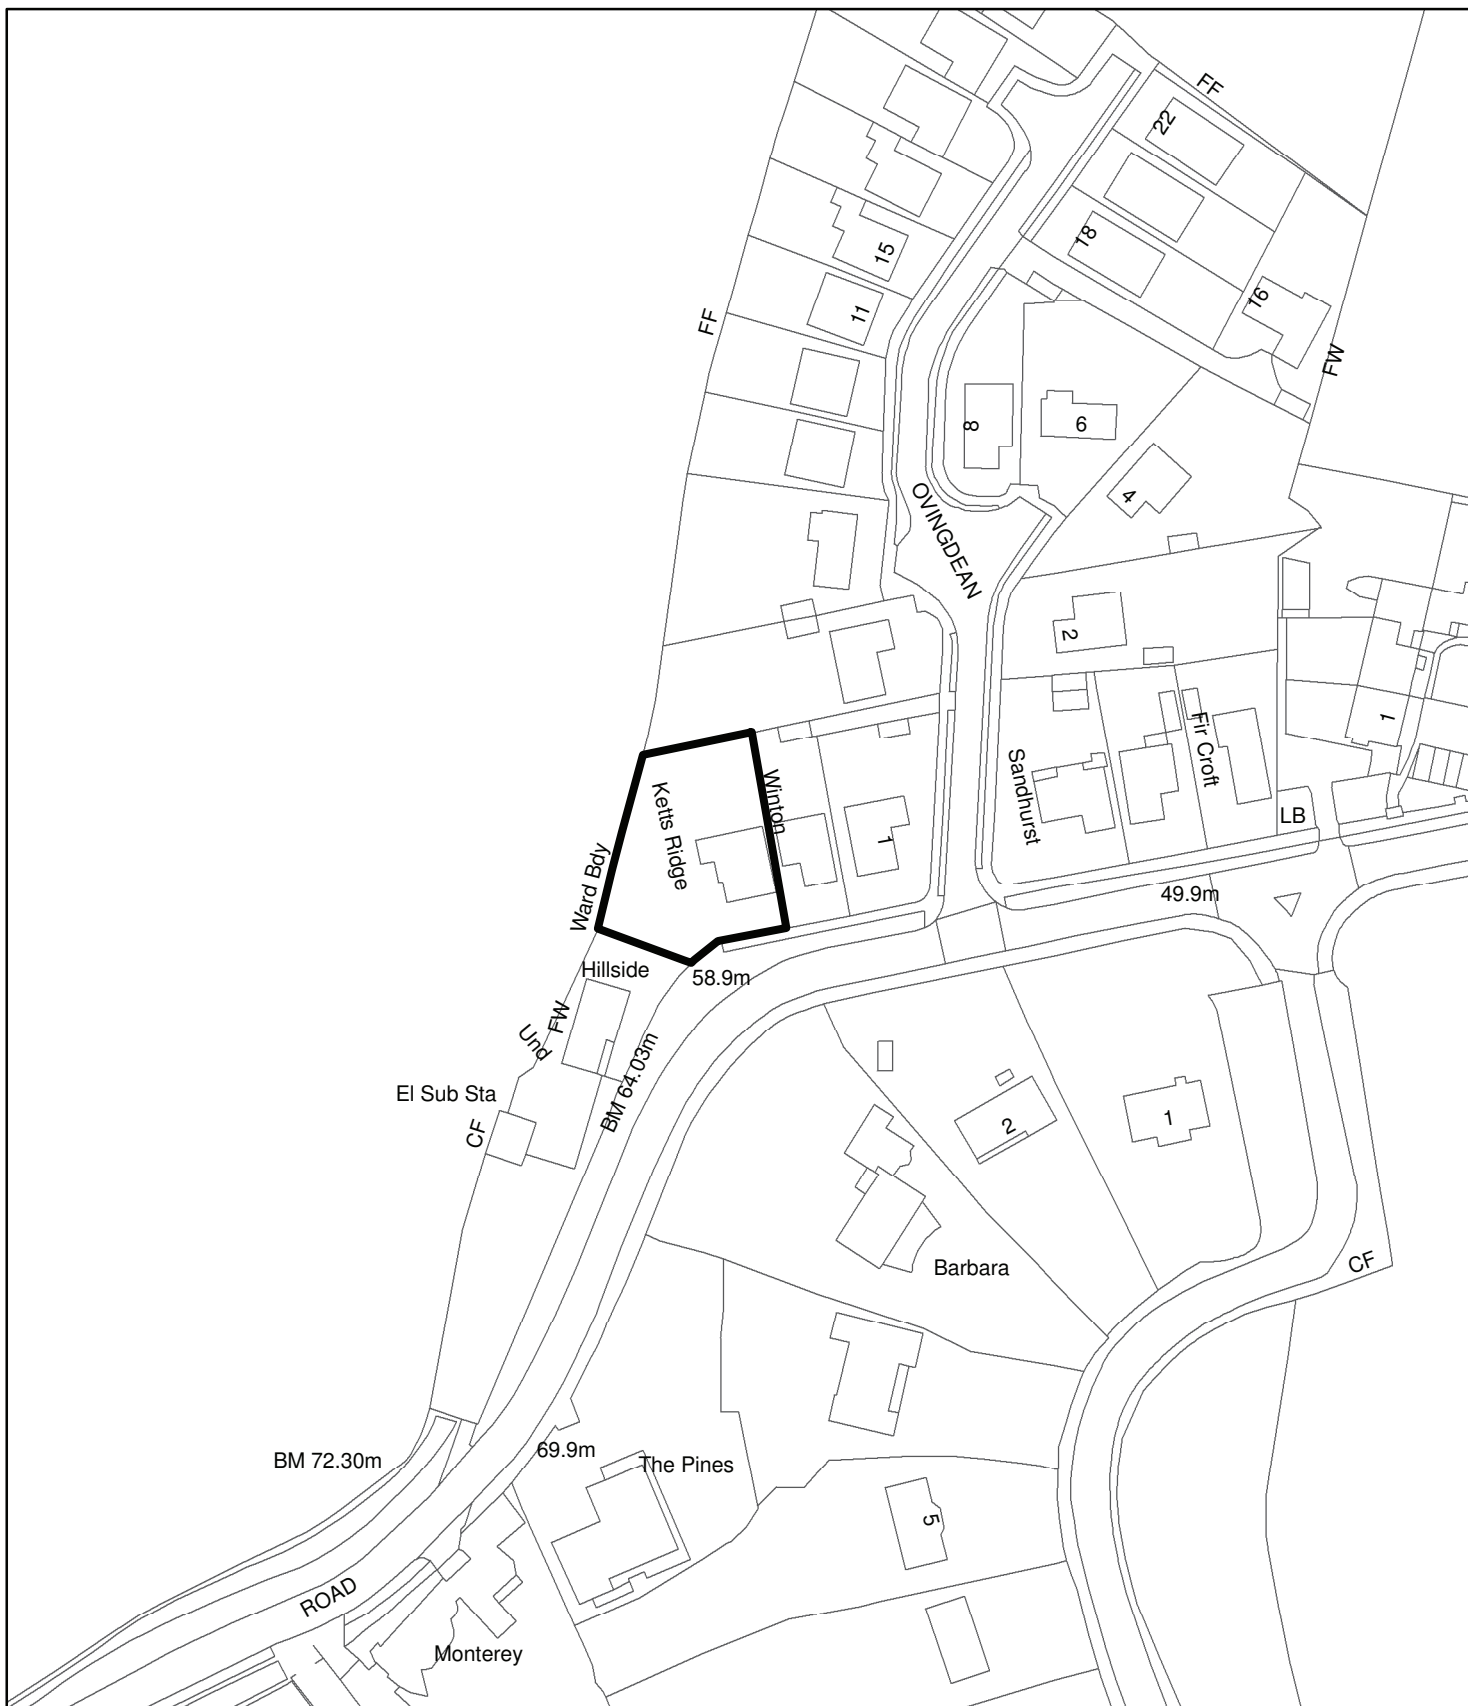 FF
22
18
15
16
11
FF
FW
8
6
4
OVINGDEAN
2
1
Fir Croft
Sandhurst
Winton
Ketts Ridge
1
LB
Ward Bdy
49.9m
Hillside
58.9m
FW
Und
BM 64.03m
El Sub Sta
CF
2
1
Barbara
CF
69.9m
BM 72.30m
The Pines
5
ROAD
Monterey